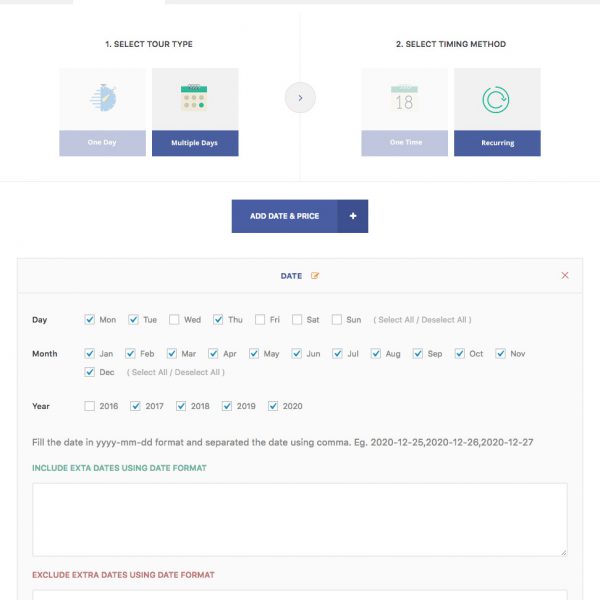 1. SELECT TOUR TYPE
2. SELECT TIMING METHOD
18
One Day
Multiple Days
One Time
Recurring
ADD DATE & PRICE +
DATE
Day Mon Tue Wed Thu Fri Sat Sun ( Select All / Deselect All )
Month Jan Feb Mar Apr May Jun Jul Aug Sep Oct Nov
Dec ( Select All / Deselect All )
Year 2016 2017 2018 2019 2020
Fill the date in yyyy-mm-dd format and separated the date using comma. Eg. 2020-12-25,2020-12-26,2020-12-27
INCLUDE EXTA DATES USING DATE FORMAT
EXCLUDE EXTRA DATES USING DATE FORMAT